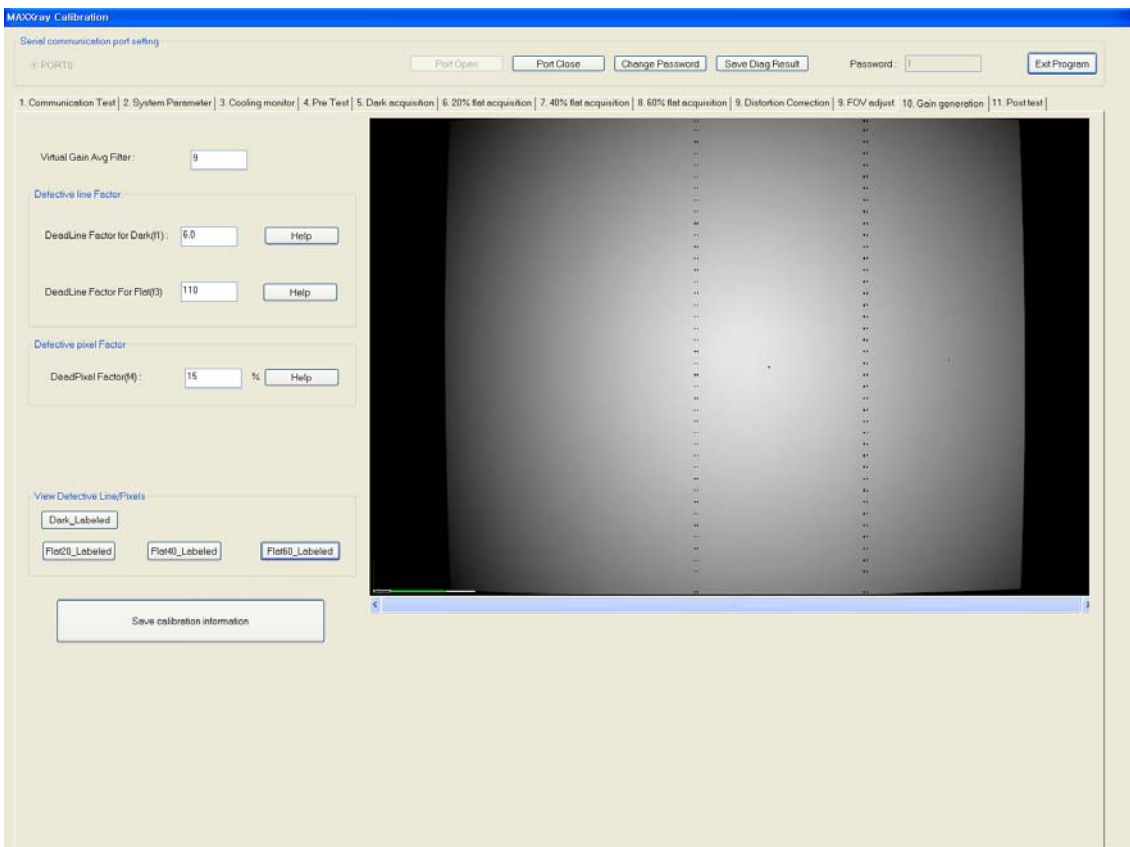 MAXXray Calibration
Serial communication port setting
PORT0
Port Open
Port Close
Change Password
Save Diag Result
Password :
Exit Program
1. Communication Test
2. System Parameter
3. Cooling monitor
4. Pre Test
5. Dark acquisition
6. 20% flat acquisition
7. 40% flat acquisition
8. 60% flat acquisition
9. Distortion Correction
9. FOV adjust
10. Gain generation
11. Post test
Virtual Gain Avg Filter : 9
Defective line Factor
DeadLine Factor for Dark(f1) : 6.0 Help
DeadLine Factor For Flat(f3) 110 Help
Defective pixel Factor
DeadPixel Factor(f4) : 15 % Help
View Defective Line/Pixels
Dark_Labeled
Flat20_Labeled Flat40_Labeled Flat60_Labeled
Save calibration information